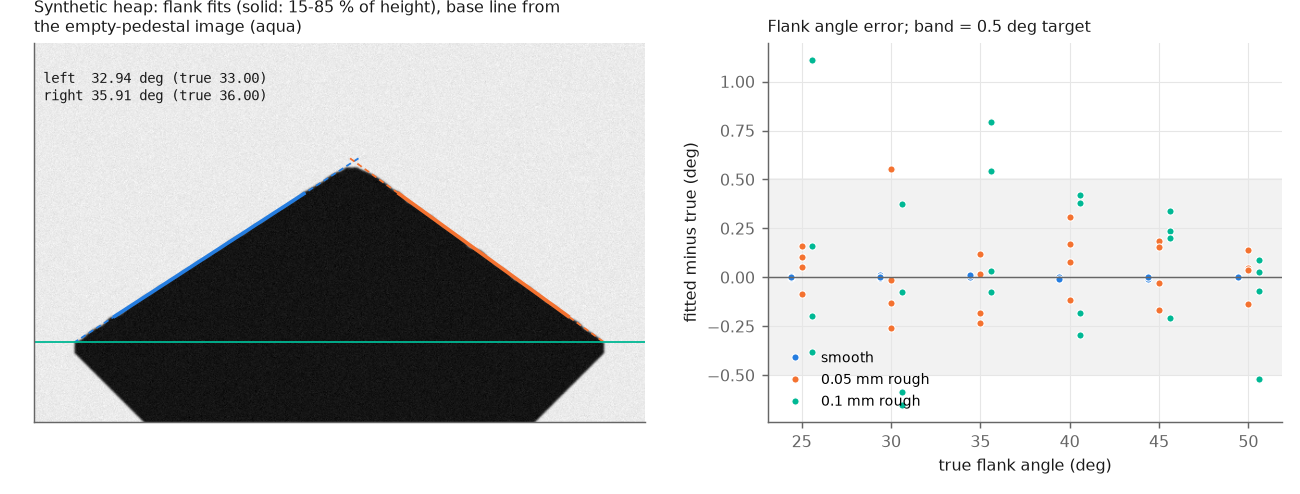 Synthetic heap: flank fits (solid: 15-85 % of height), base line from
the empty-pedestal image (aqua)
left  32.94 deg (true 33.00)
right 35.91 deg (true 36.00)
Flank angle error; band = 0.5 deg target
fitted minus true (deg)
1.00
0.75
0.50
0.25
0.00
−0.25
−0.50
smooth
0.05 mm rough
0.1 mm rough
25 30 35 40 45 50
true flank angle (deg)